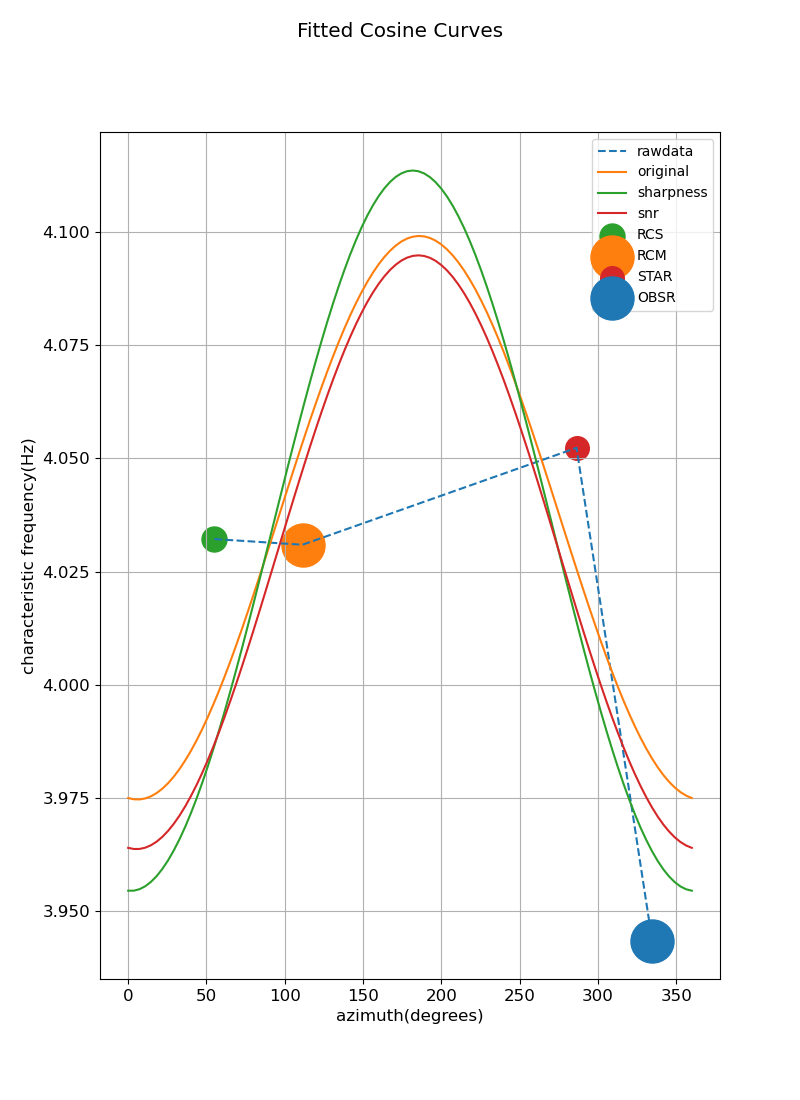 Fitted Cosine Curves
rawdata
original
sharpness
snr
RCS
RCM
STAR
OBSR
characteristic frequency(Hz)
4.100
4.075
4.050
4.025
4.000
3.975
3.950
0 50 100 150 200 250 300 350
azimuth(degrees)